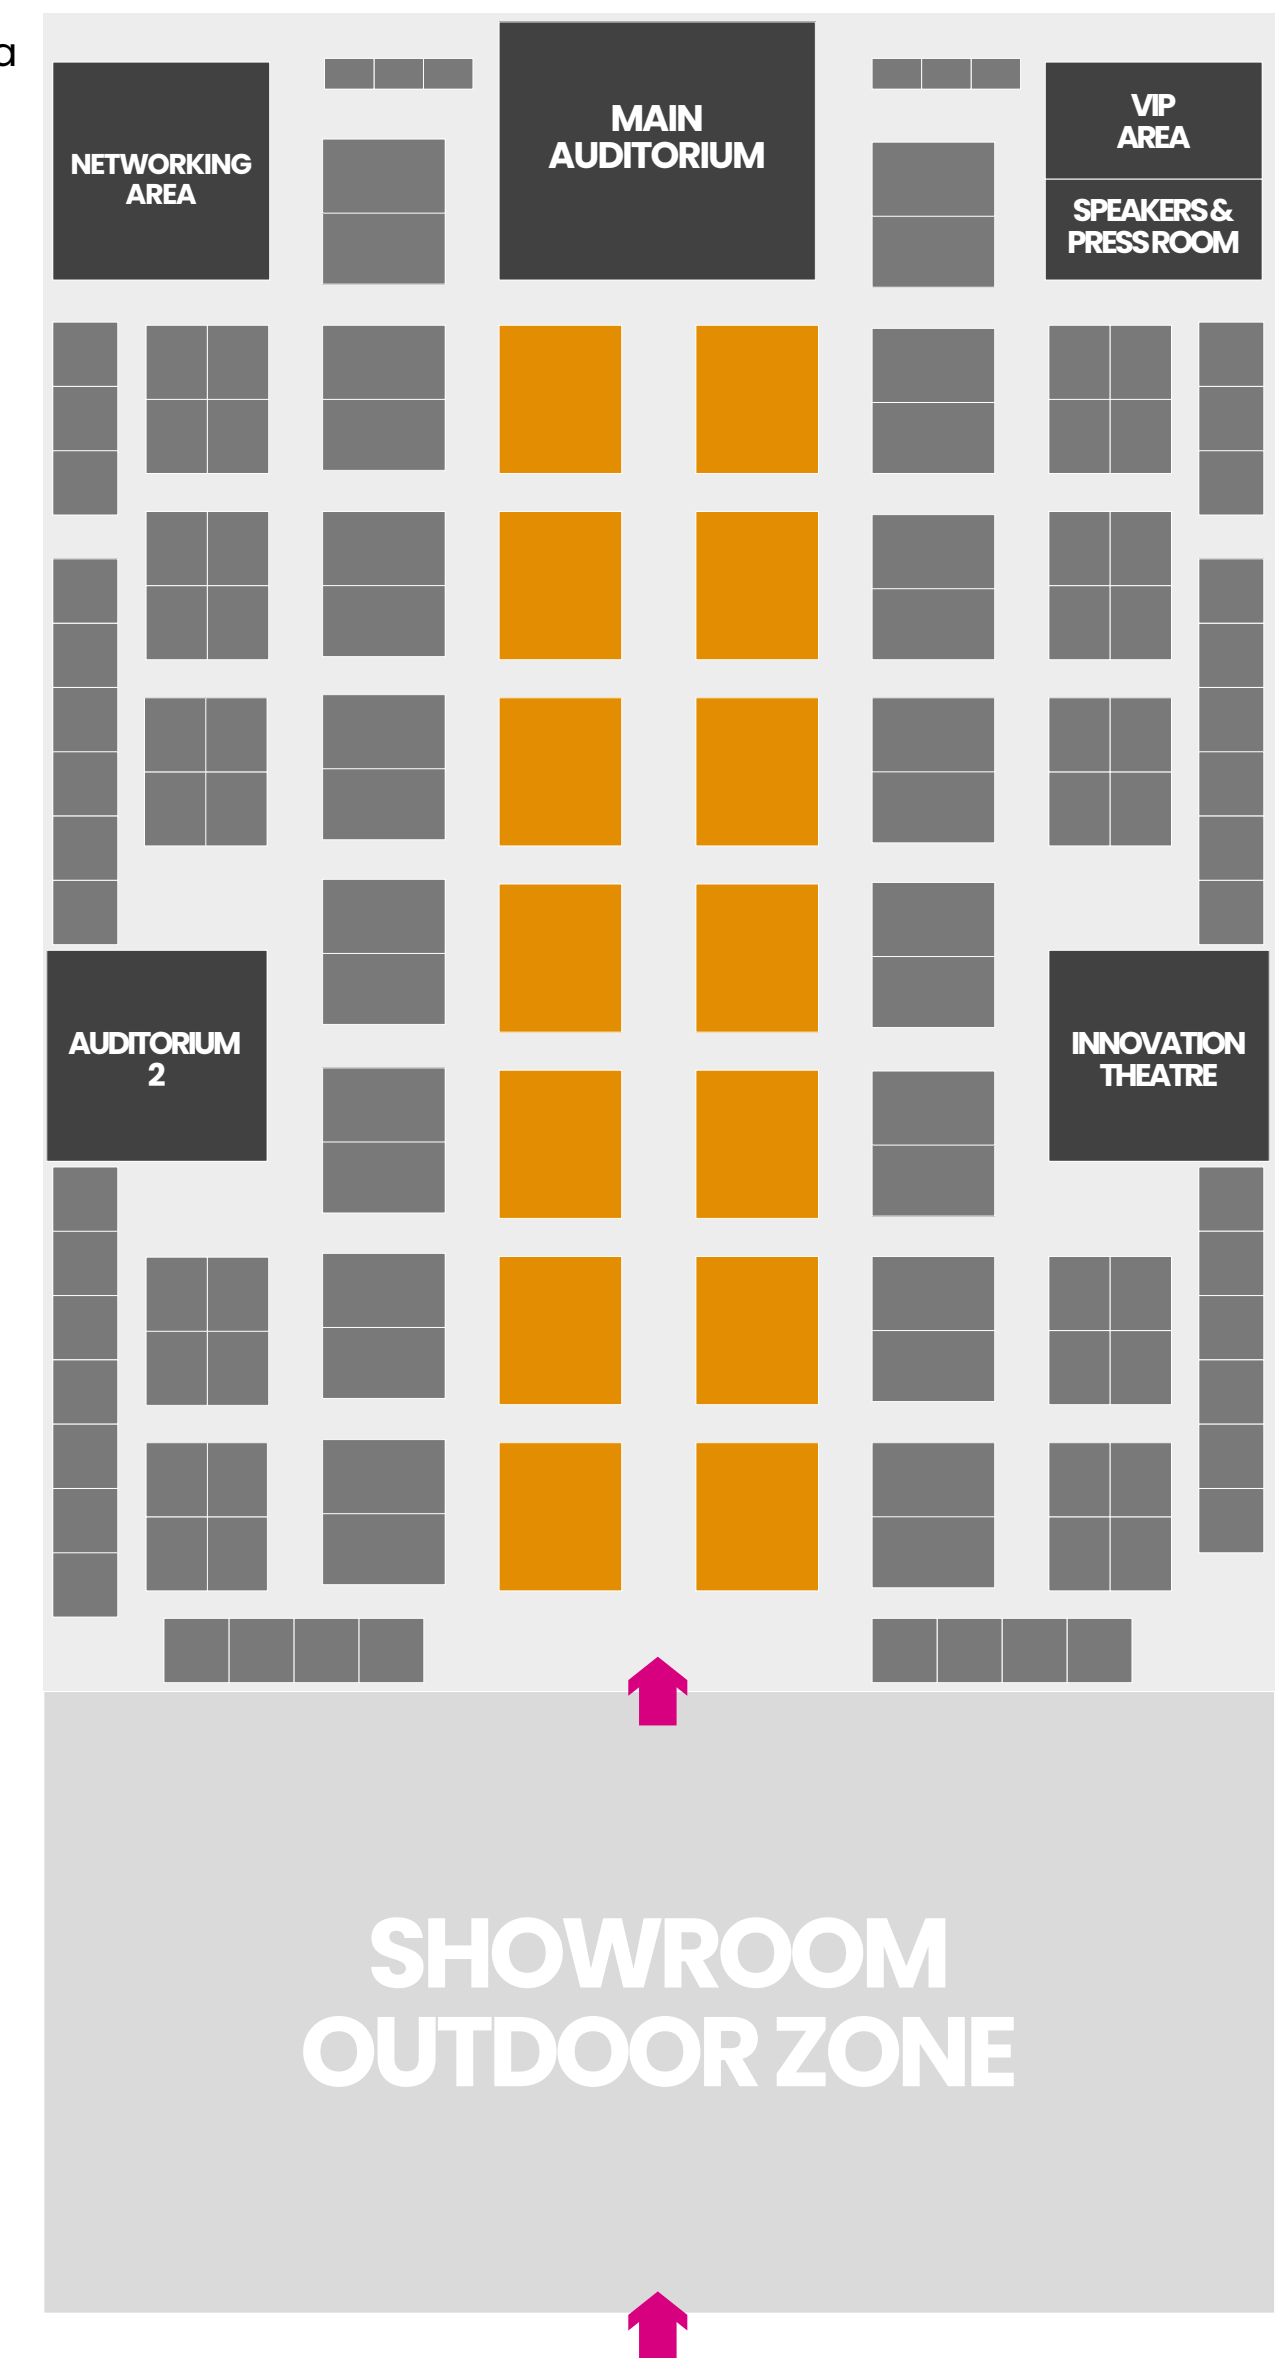 a
MAIN
AUDITORIUM
NETWORKING
AREA
VIP
AREA
SPEAKERS &
PRESS ROOM
AUDITORIUM
2
INNOVATION
THEATRE
SHOWROOM
OUTDOOR ZONE